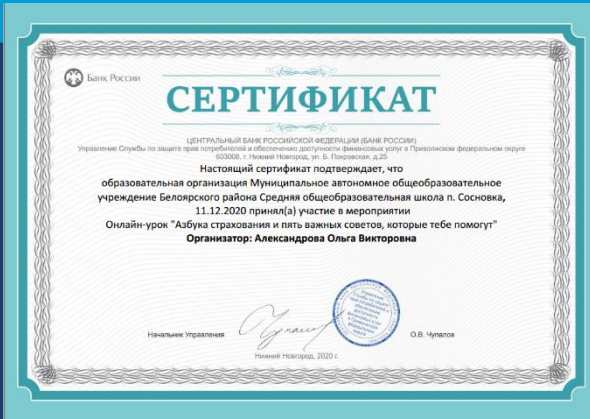 Банк России
СЕРТИФИКАТ
ЦЕНТРАЛЬНЫЙ БАНК РОССИЙСКОЙ ФЕДЕРАЦИИ (БАНК РОССИИ)
Управление Службы по защите прав потребителей и обеспечению доступности финансовых услуг в Приволжском федеральном округе
603008, г. Нижний Новгород, ул. Б. Покровская, д.25
Настоящий сертификат подтверждает, что
образовательная организация Муниципальное автономное общеобразовательное
учреждение Белоярского района Средняя общеобразовательная школа п. Сосновка,
11.12.2020 принял(а) участие в мероприятии
Онлайн-урок "Азбука страхования и пять важных советов, которые тебе помогут"
Организатор: Александрова Ольга Викторовна
Начальник Управления
О.В. Чупалов
Нижний Новгород, 2020 г.